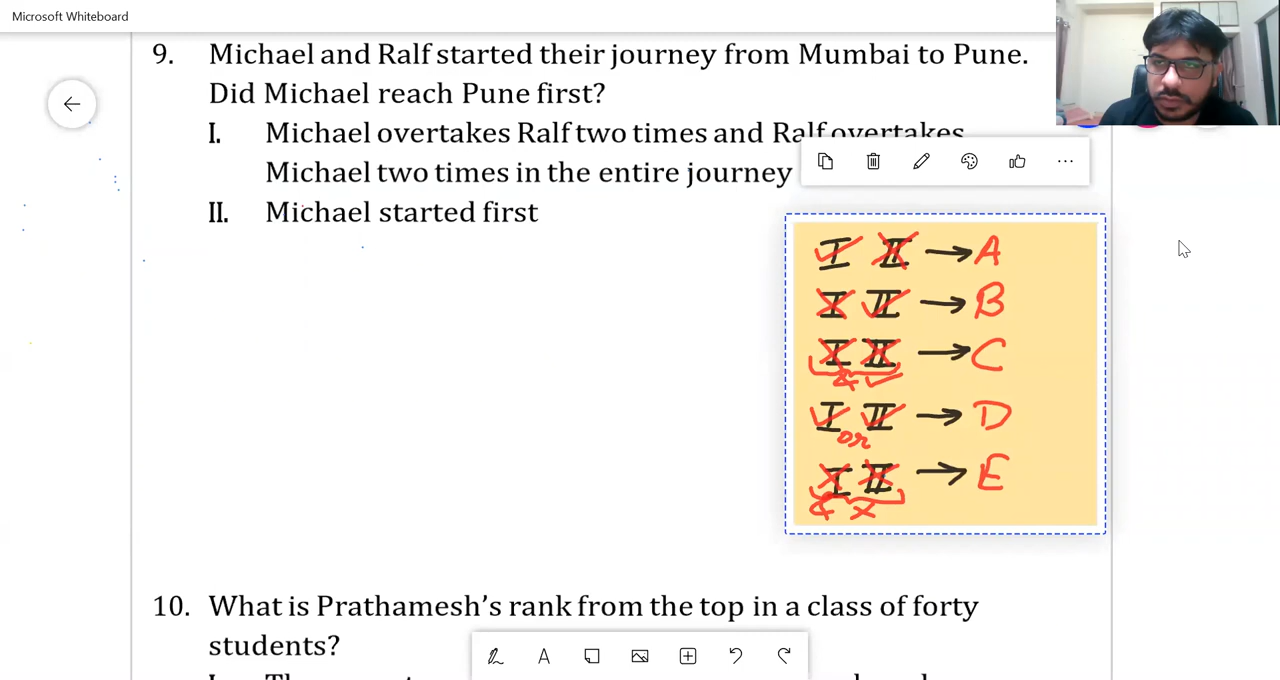 Microsoft Whiteboard
9. Michael and Ralf started their journey from Mumbai to Pune.
Did Michael reach Pune first?
I. Michael overtakes Ralf two times and Ralf overtakes
Michael two times in the entire journey
II. Michael started first
I II → A
I II → B
I II → C
&
I II → D
or
I II → E
&
10. What is Prathamesh's rank from the top in a class of forty
students?